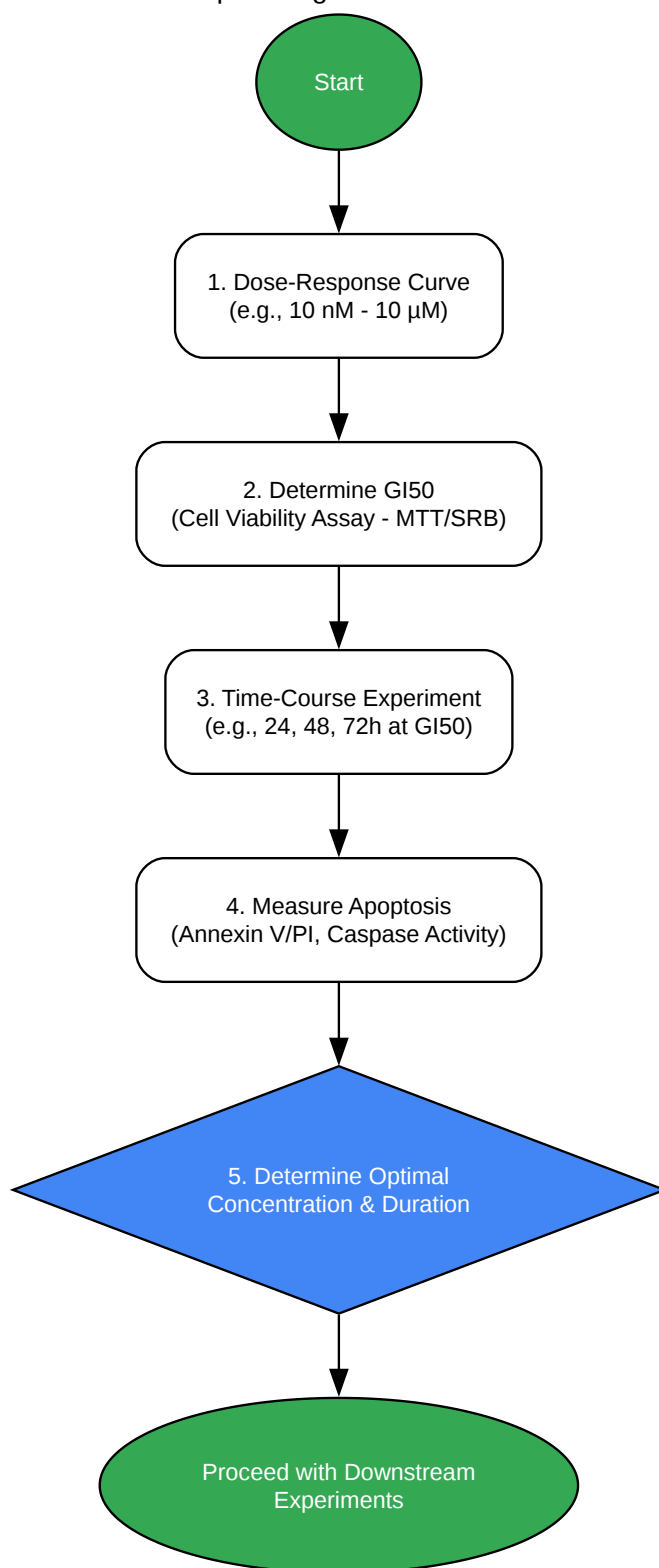 Start
1. Dose-Response Curve
(e.g., 10 nM - 10 µM)
2. Determine GI50
(Cell Viability Assay - MTT/SRB)
3. Time-Course Experiment
(e.g., 24, 48, 72h at GI50)
4. Measure Apoptosis
(Annexin V/PI, Caspase Activity)
5. Determine Optimal
Concentration & Duration
Proceed with Downstream
Experiments